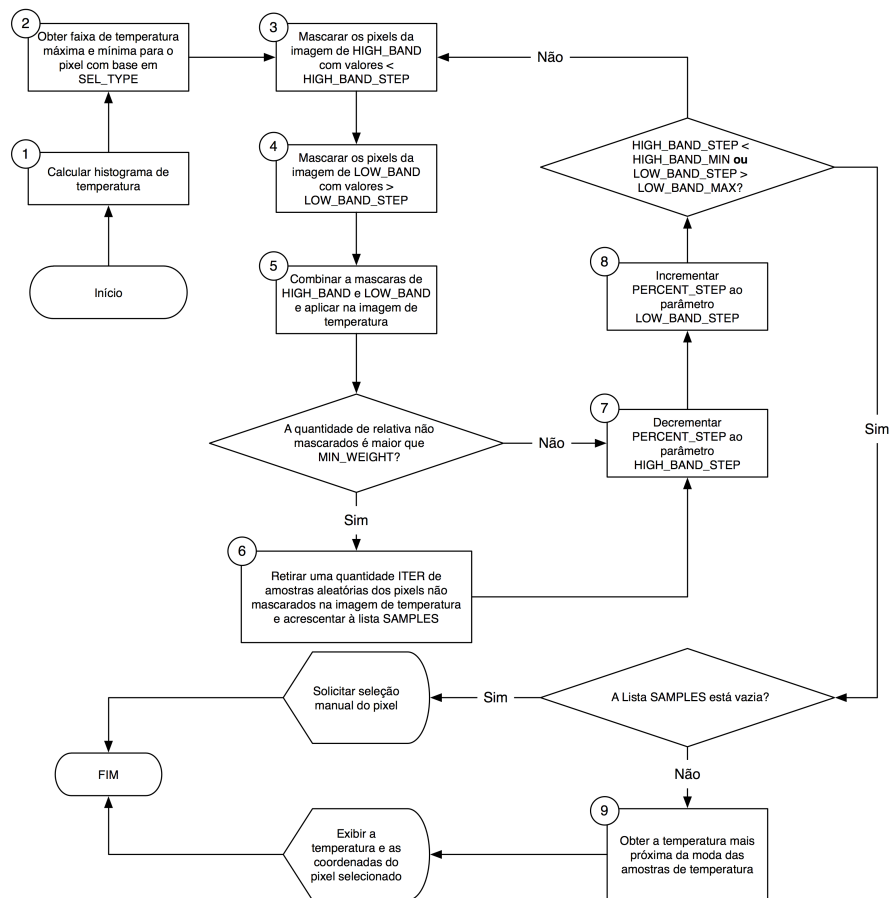 2
Obter faixa de temperatura
máxima e mínima para o
pixel com base em
SEL_TYPE
3
Mascarar os pixels da
imagem de HIGH_BAND
com valores <
HIGH_BAND_STEP
Não
1
Calcular histograma de
temperatura
4
Mascarar os pixels da
imagem de LOW_BAND
com valores >
LOW_BAND_STEP
HIGH_BAND_STEP <
HIGH_BAND_MIN ou
LOW_BAND_STEP >
LOW_BAND_MAX?
Início
5
Combinar a mascaras de
HIGH_BAND e LOW_BAND
e aplicar na imagem de
temperatura
8
Incrementar
PERCENT_STEP ao
parâmetro
LOW_BAND_STEP
A quantidade de relativa não
mascarados é maior que
MIN_WEIGHT?
Não
7
Decrementar
PERCENT_STEP ao
parâmetro
HIGH_BAND_STEP
Sim
Sim
6
Retirar uma quantidade ITER de
amostras aleatórias dos pixels não
mascarados na imagem de temperatura
e acrescentar à lista SAMPLES
Solicitar seleção
manual do pixel
Sim
A Lista SAMPLES está vazia?
FIM
Não
Exibir a
temperatura e as
coordenadas do
pixel selecionado
9
Obter a temperatura mais
próxima da moda das
amostras de temperatura